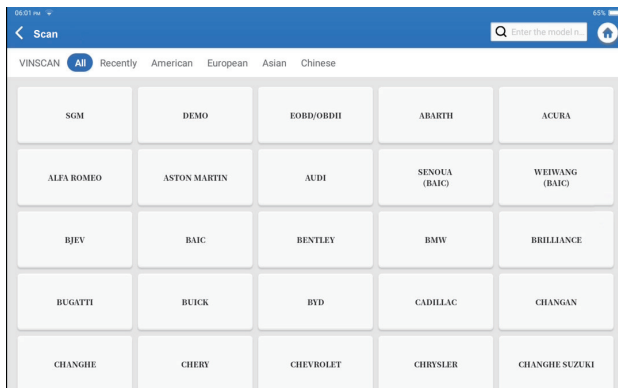 06:01 PM 65%
Scan Enter the model n...
VINSCAN All Recently American European Asian Chinese
SGM DEMO EOBD/OBDII ABARTH ACURA
ALFA ROMEO ASTON MARTIN AUDI SENOUA (BAIC) WEIWANG (BAIC)
BJEV BAIC BENTLEY BMW BRILLIANCE
BUGATTI BUICK BYD CADILLAC CHANGAN
CHANGHE CHERY CHEVROLET CHRYSLER CHANGHE SUZUKI